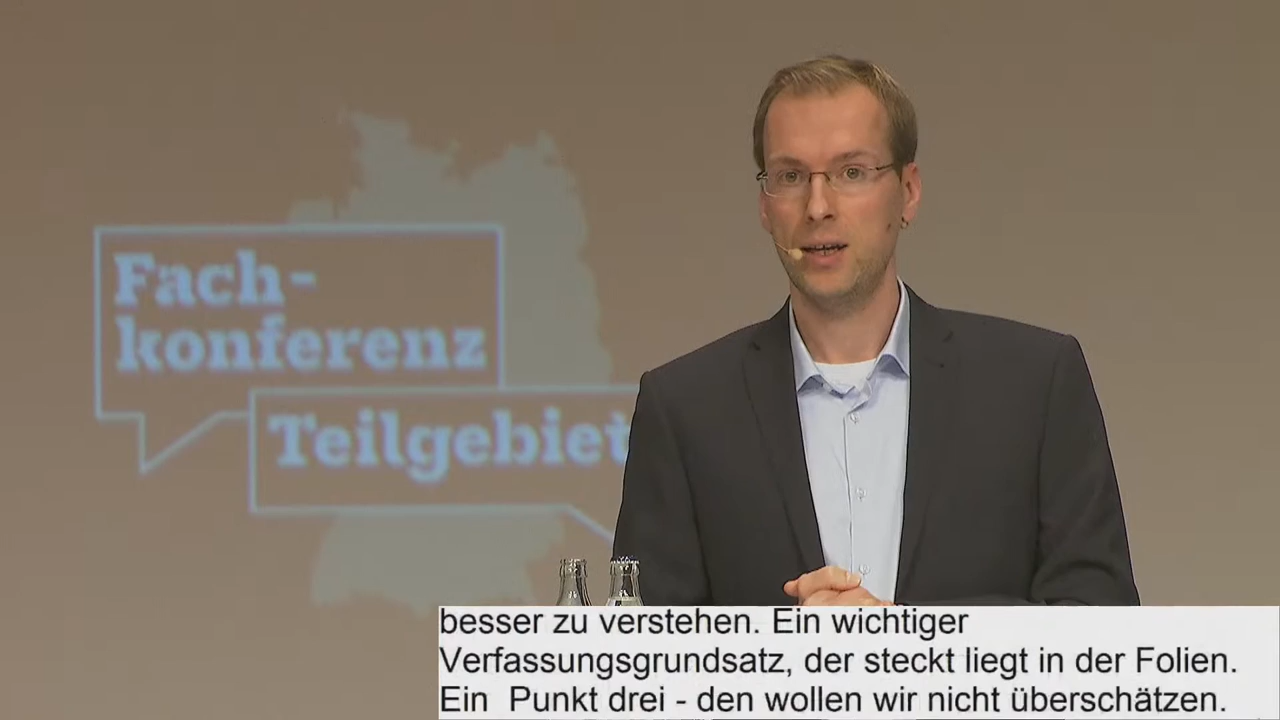 Fach-
konferenz
Teilgebiet
besser zu verstehen. Ein wichtiger
Verfassungsgrundsatz, der steckt liegt in der Folien.
Ein  Punkt drei - den wollen wir nicht überschätzen.